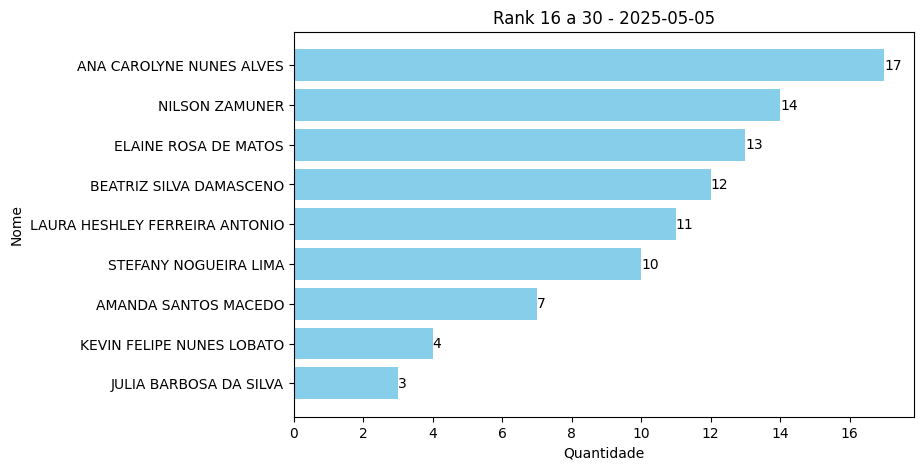 Rank 16 a 30 - 2025-05-05
Nome
ANA CAROLYNE NUNES ALVES 17
NILSON ZAMUNER 14
ELAINE ROSA DE MATOS 13
BEATRIZ SILVA DAMASCENO 12
LAURA HESHLEY FERREIRA ANTONIO 11
STEFANY NOGUEIRA LIMA 10
AMANDA SANTOS MACEDO 7
KEVIN FELIPE NUNES LOBATO 4
JULIA BARBOSA DA SILVA 3
0 2 4 6 8 10 12 14 16
Quantidade